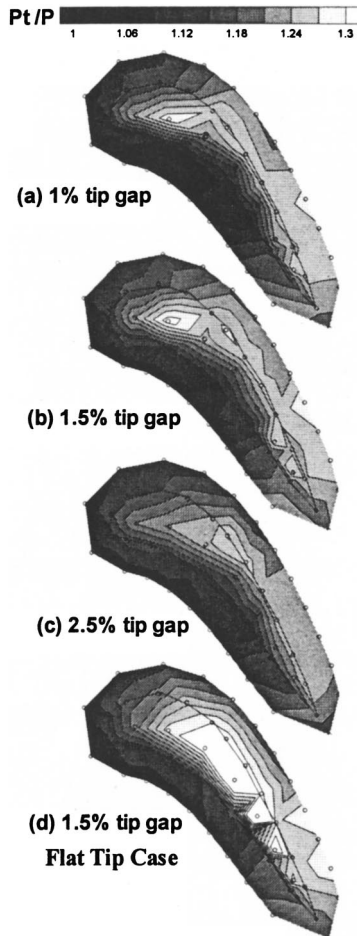 Pt /P
1 1.06 1.12 1.18 1.24 1.3
(a) 1% tip gap
(b) 1.5% tip gap
(c) 2.5% tip gap
(d) 1.5% tip gap
Flat Tip Case